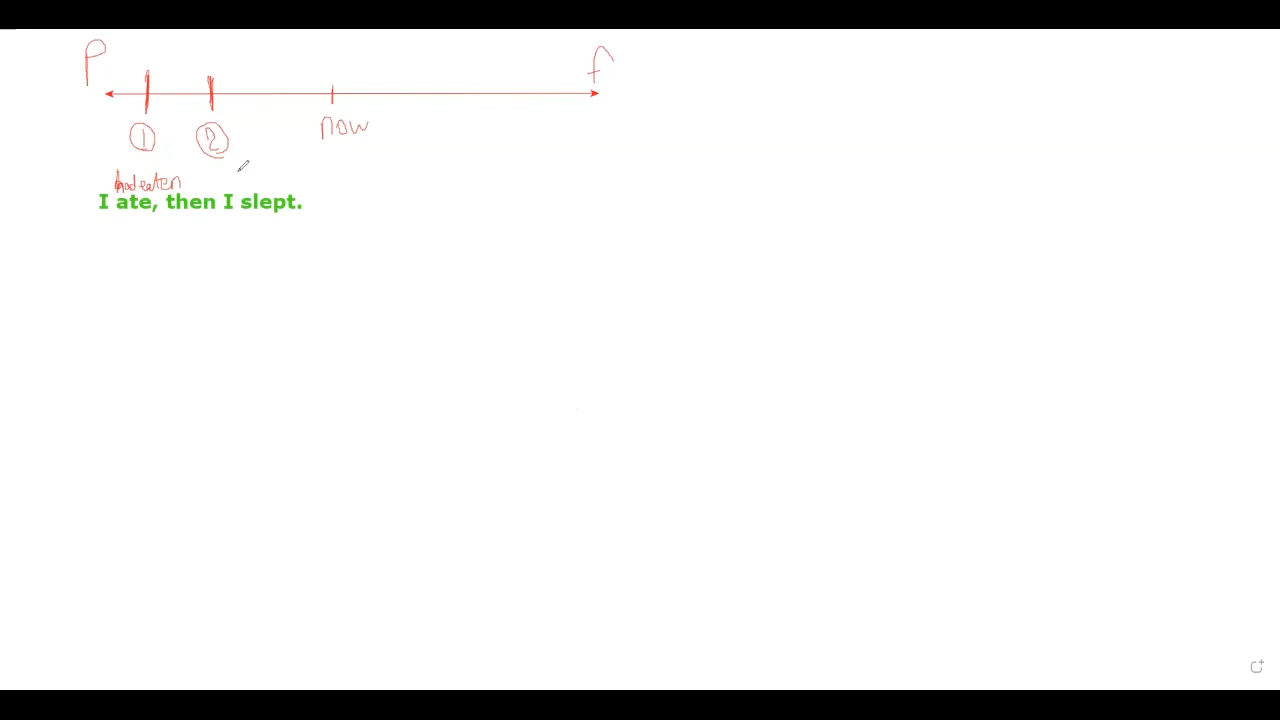 P f
1 2 now
had eaten
I ate, then I slept.